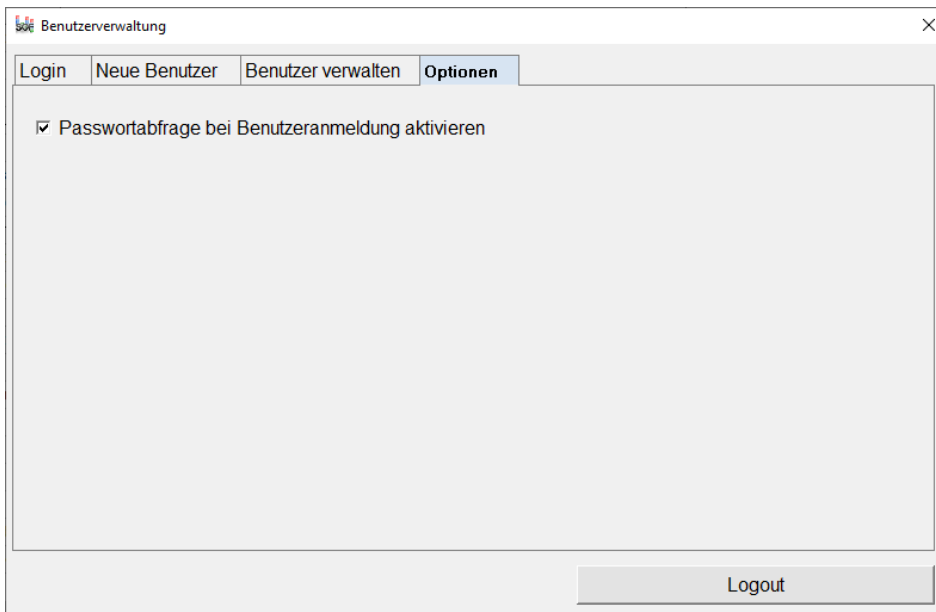 Benutzerverwaltung
Login Neue Benutzer Benutzer verwalten Optionen
Passwortabfrage bei Benutzeranmeldung aktivieren
Logout